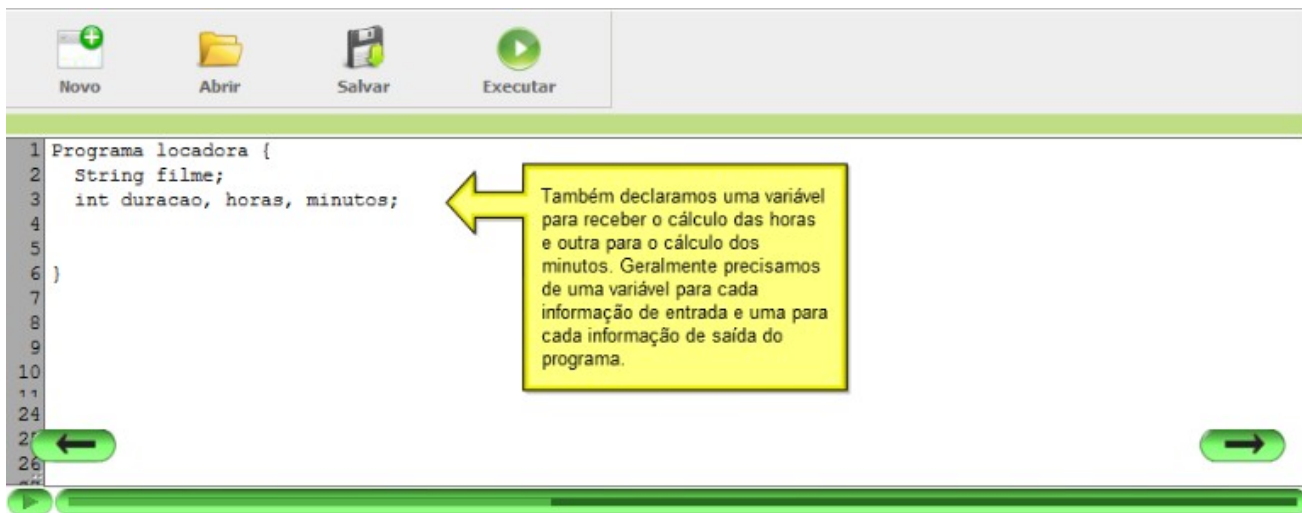 Novo Abrir Salvar Executar
1 Programa locadora {
2 String filme;
3 int duracao, horas, minutos;
4
5
6 }
7
8
9
10
11
24
26
Também declaramos uma variável
para receber o cálculo das horas
e outra para o cálculo dos
minutos. Geralmente precisamos
de uma variável para cada
informação de entrada e uma para
cada informação de saída do
programa.